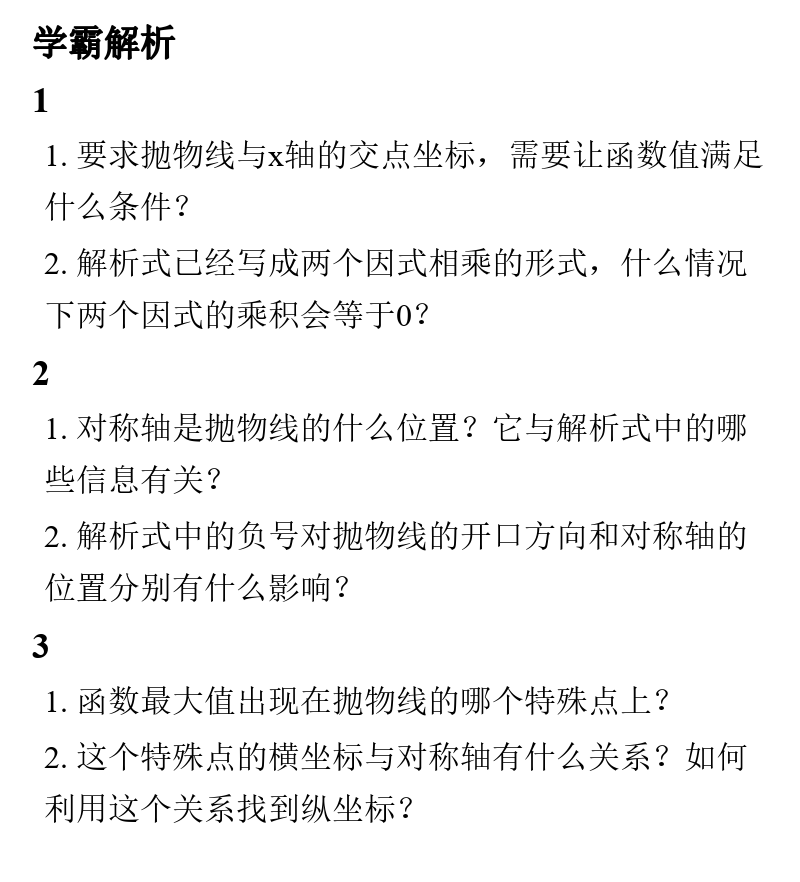 学霸解析
1
1. 要求抛物线与x轴的交点坐标，需要让函数值满足
什么条件？
2. 解析式已经写成两个因式相乘的形式，什么情况
下两个因式的乘积会等于0？
2
1. 对称轴是抛物线的什么位置？它与解析式中的哪
些信息有关？
2. 解析式中的负号对抛物线的开口方向和对称轴的
位置分别有什么影响？
3
1. 函数最大值出现在抛物线的哪个特殊点上？
2. 这个特殊点的横坐标与对称轴有什么关系？如何
利用这个关系找到纵坐标？